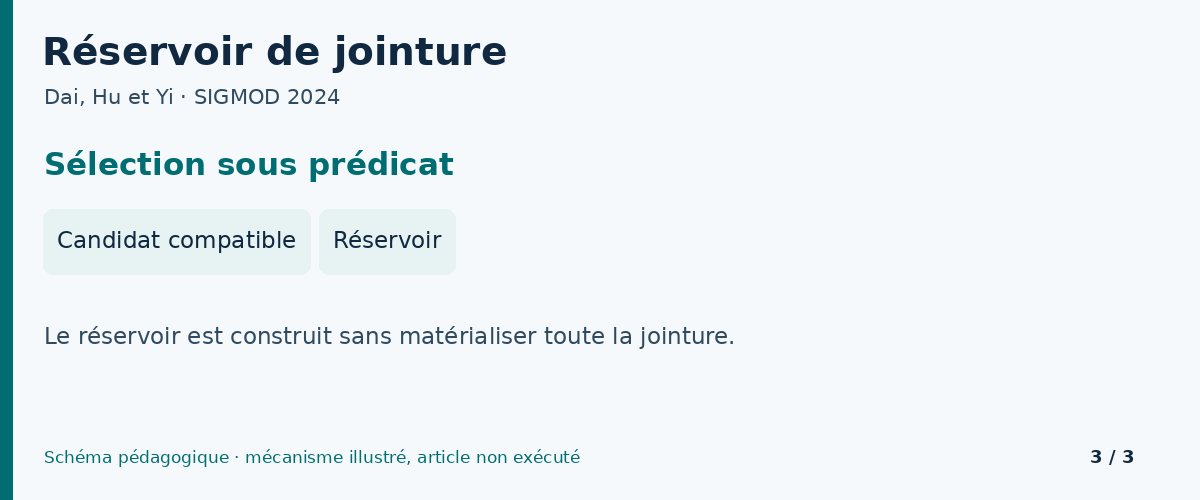 Réservoir de jointure
Dai, Hu et Yi · SIGMOD 2024
Sélection sous prédicat
Candidat compatible Réservoir
Le réservoir est construit sans matérialiser toute la jointure.
Schéma pédagogique · mécanisme illustré, article non exécuté 3 / 3